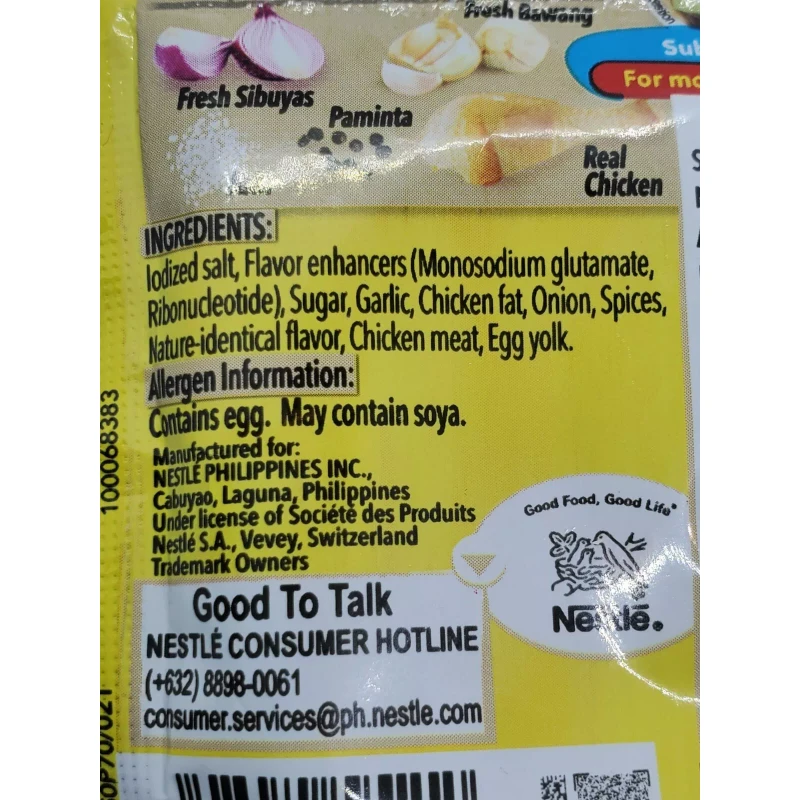 Fresh Bawang
Sub
For mo
Fresh Sibuyas
Paminta
Real
Chicken
INGREDIENTS:
Iodized salt, Flavor enhancers (Monosodium glutamate,
Ribonucleotide), Sugar, Garlic, Chicken fat, Onion, Spices,
Nature-identical flavor, Chicken meat, Egg yolk.
Allergen Information:
Contains egg. May contain soya.
Manufactured for:
NESTLÉ PHILIPPINES INC.,
Cabuyao, Laguna, Philippines
Under license of Société des Produits
Nestlé S.A., Vevey, Switzerland
Trademark Owners
Good Food, Good Life
Nestlé.
Good To Talk
NESTLÉ CONSUMER HOTLINE
(+632) 8898-0061
consumer.services@ph.nestle.com
100068383